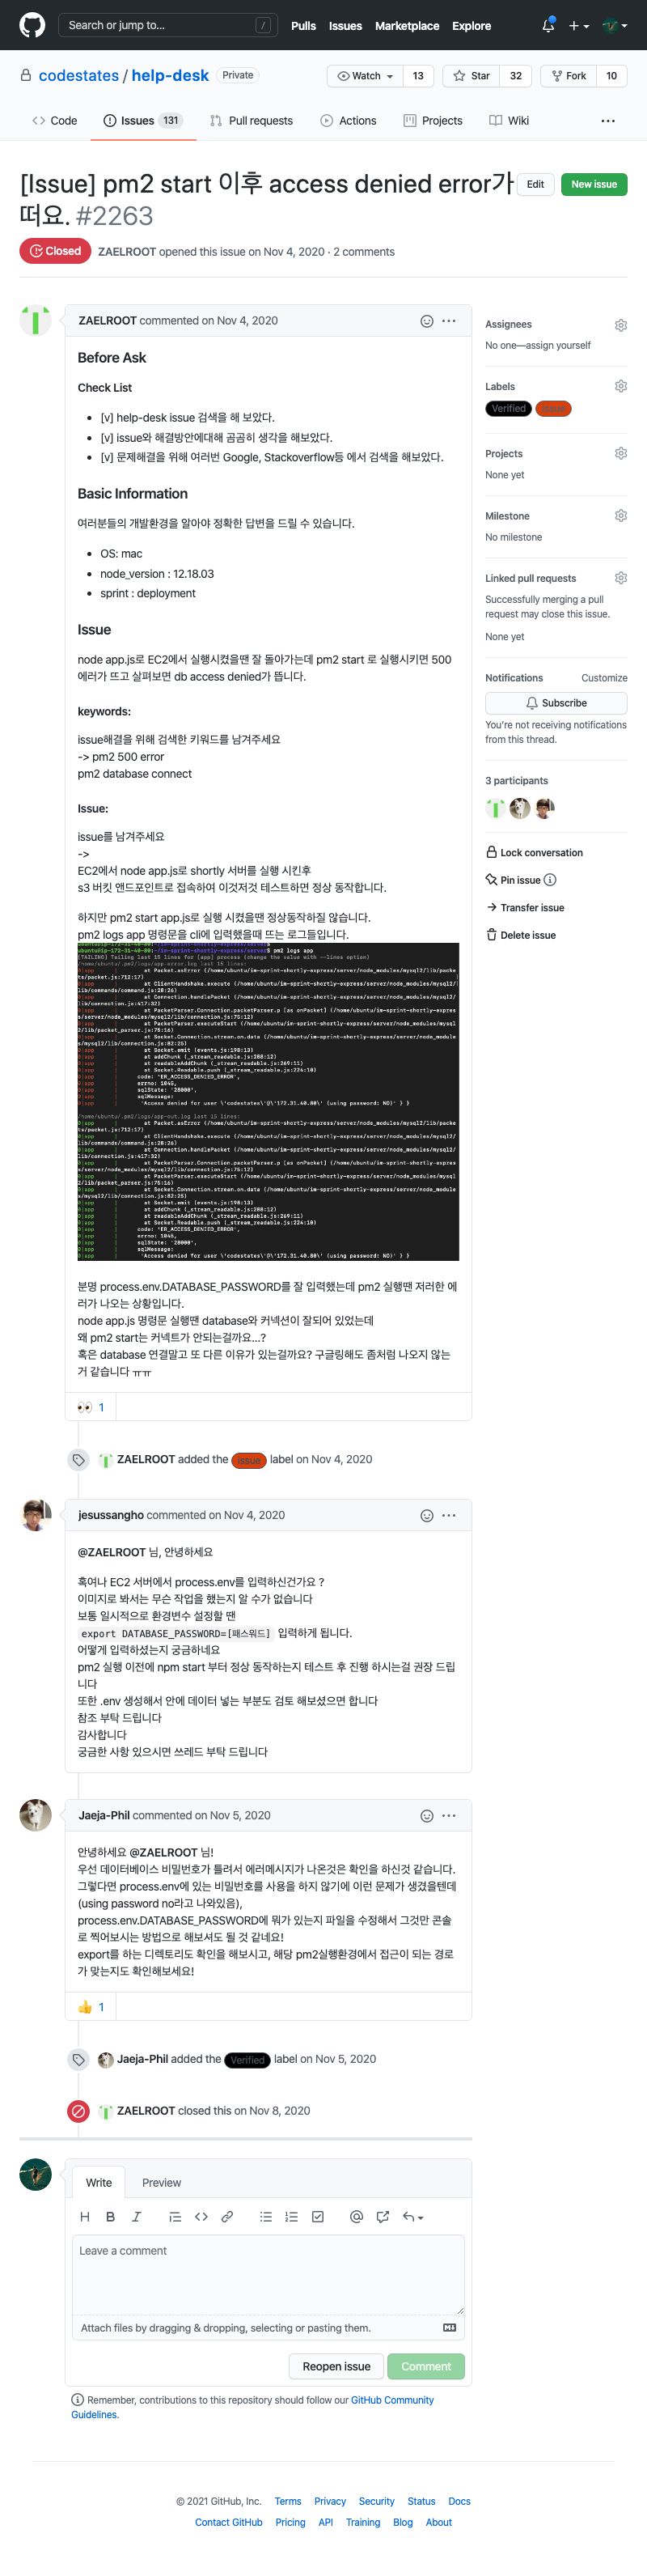 Search or jump to...
/
Pulls Issues Marketplace Explore
codestates / help-desk Private
Watch 13
Star 32
Fork 10
Code
Issues 131
Pull requests
Actions
Projects
Wiki
[Issue] pm2 start 이후 access denied error가
떠요. #2263
Edit
New issue
Closed ZAELROOT opened this issue on Nov 4, 2020 · 2 comments
ZAELROOT commented on Nov 4, 2020
Before Ask
Check List
[v] help-desk issue 검색을 해 보았다.
[v] issue와 해결방안에대해 곰곰히 생각을 해보았다.
[v] 문제해결을 위해 여러번 Google, Stackoverflow등 에서 검색을 해보았다.
Basic Information
여러분들의 개발환경을 알아야 정확한 답변을 드릴 수 있습니다.
OS: mac
node_version : 12.18.03
sprint : deployment
Issue
node app.js로 EC2에서 실행시켰을땐 잘 돌아가는데 pm2 start 로 실행시키면 500
에러가 뜨고 살펴보면 db access denied가 뜹니다.
keywords:
issue해결을 위해 검색한 키워드를 남겨주세요
-> pm2 500 error
pm2 database connect
Issue:
issue를 남겨주세요
->
EC2에서 node app.js로 shortly 서버를 실행 시킨후
s3 버킷 앤드포인트로 접속하여 이것저것 테스트하면 정상 동작합니다.
하지만 pm2 start app.js로 실행 시켰을땐 정상동작하질 않습니다.
pm2 logs app 명령문을 cli에 입력했을때 뜨는 로그들입니다.
분명 process.env.DATABASE_PASSWORD를 잘 입력했는데 pm2 실행땐 저러한 에
러가 나오는 상황입니다.
node app.js 명령문 실행땐 database와 커넥션이 잘되어 있었는데
왜 pm2 start는 커넥트가 안되는걸까요...?
혹은 database 연결말고 또 다른 이유가 있는걸까요? 구글링해도 좀처럼 나오지 않는
거 같습니다 ㅠㅠ
👀 1
ZAELROOT added the issue label on Nov 4, 2020
jesussangho commented on Nov 4, 2020
@ZAELROOT 님, 안녕하세요
혹여나 EC2 서버에서 process.env를 입력하신건가요 ?
이미지로 봐서는 무슨 작업을 했는지 알 수가 없습니다
보통 일시적으로 환경변수 설정할 땐
export DATABASE_PASSWORD=[패스워드] 입력하게 됩니다.
어떻게 입력하셨는지 궁금하네요
pm2 실행 이전에 npm start 부터 정상 동작하는지 테스트 후 진행 하시는걸 권장 드립
니다
또한 .env 생성해서 안에 데이터 넣는 부분도 검토 해보셨으면 합니다
참조 부탁 드립니다
감사합니다
궁금한 사항 있으시면 쓰레드 부탁 드립니다
Jaeja-Phil commented on Nov 5, 2020
안녕하세요 @ZAELROOT 님!
우선 데이터베이스 비밀번호가 틀려서 에러메시지가 나온것은 확인을 하신것 같습니다.
그렇다면 process.env에 있는 비밀번호를 사용을 하지 않기에 이런 문제가 생겼을텐데
(using password no라고 나와있음),
process.env.DATABASE_PASSWORD에 뭐가 있는지 파일을 수정해서 그것만 콘솔
로 찍어보시는 방법으로 해보셔도 될 것 같네요!
export를 하는 디렉토리도 확인을 해보시고, 해당 pm2실행환경에서 접근이 되는 경로
가 맞는지도 확인해보세요!
👍 1
Jaeja-Phil added the Verified label on Nov 5, 2020
ZAELROOT closed this on Nov 8, 2020
Write
Preview
H B I
Leave a comment
Attach files by dragging & dropping, selecting or pasting them.
Reopen issue
Comment
Remember, contributions to this repository should follow our GitHub Community
Guidelines.
Assignees
No one—assign yourself
Labels
Verified issue
Projects
None yet
Milestone
No milestone
Linked pull requests
Successfully merging a pull
request may close this issue.
None yet
Notifications
Customize
Subscribe
You're not receiving notifications
from this thread.
3 participants
Lock conversation
Pin issue
Transfer issue
Delete issue
© 2021 GitHub, Inc. Terms Privacy Security Status Docs
Contact GitHub Pricing API Training Blog About